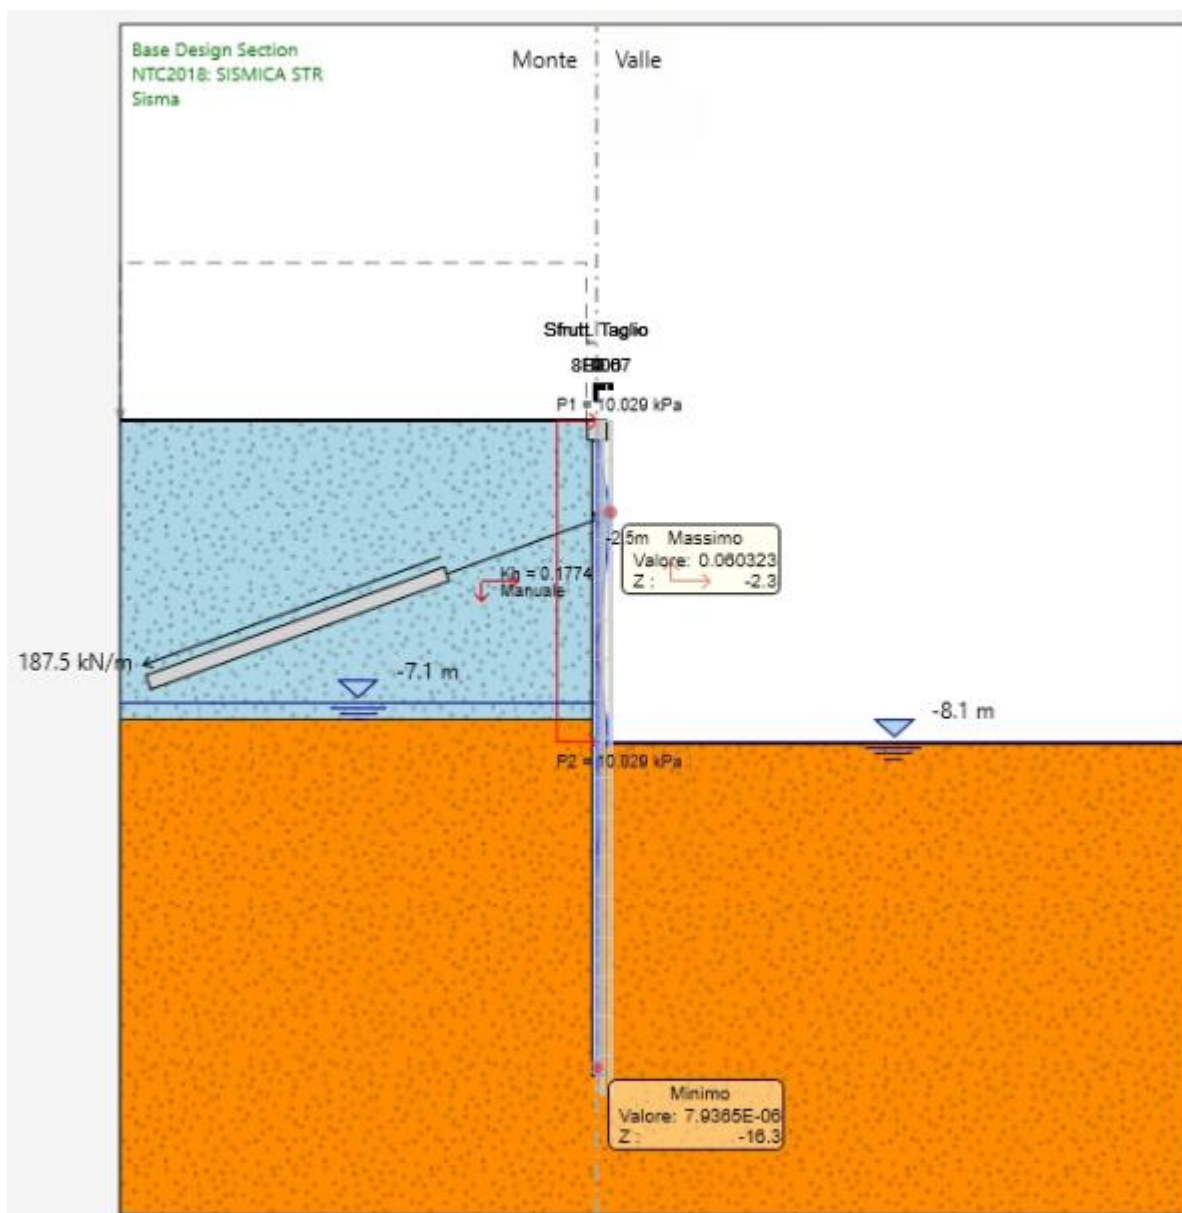 Base Design Section
NTC2018: SISMICA STR
Sisma
Monte
Valle
Sfrutt. Taglio
P1 = 10.029 kPa
-2.5m
Massimo
Valore: 0.060323
Z : -2.3
= 0.1774
Manuale
187.5 kN/m
-7.1 m
-8.1 m
P2 = 10.029 kPa
Minimo
Valore: 7.9365E-06
Z : -16.3